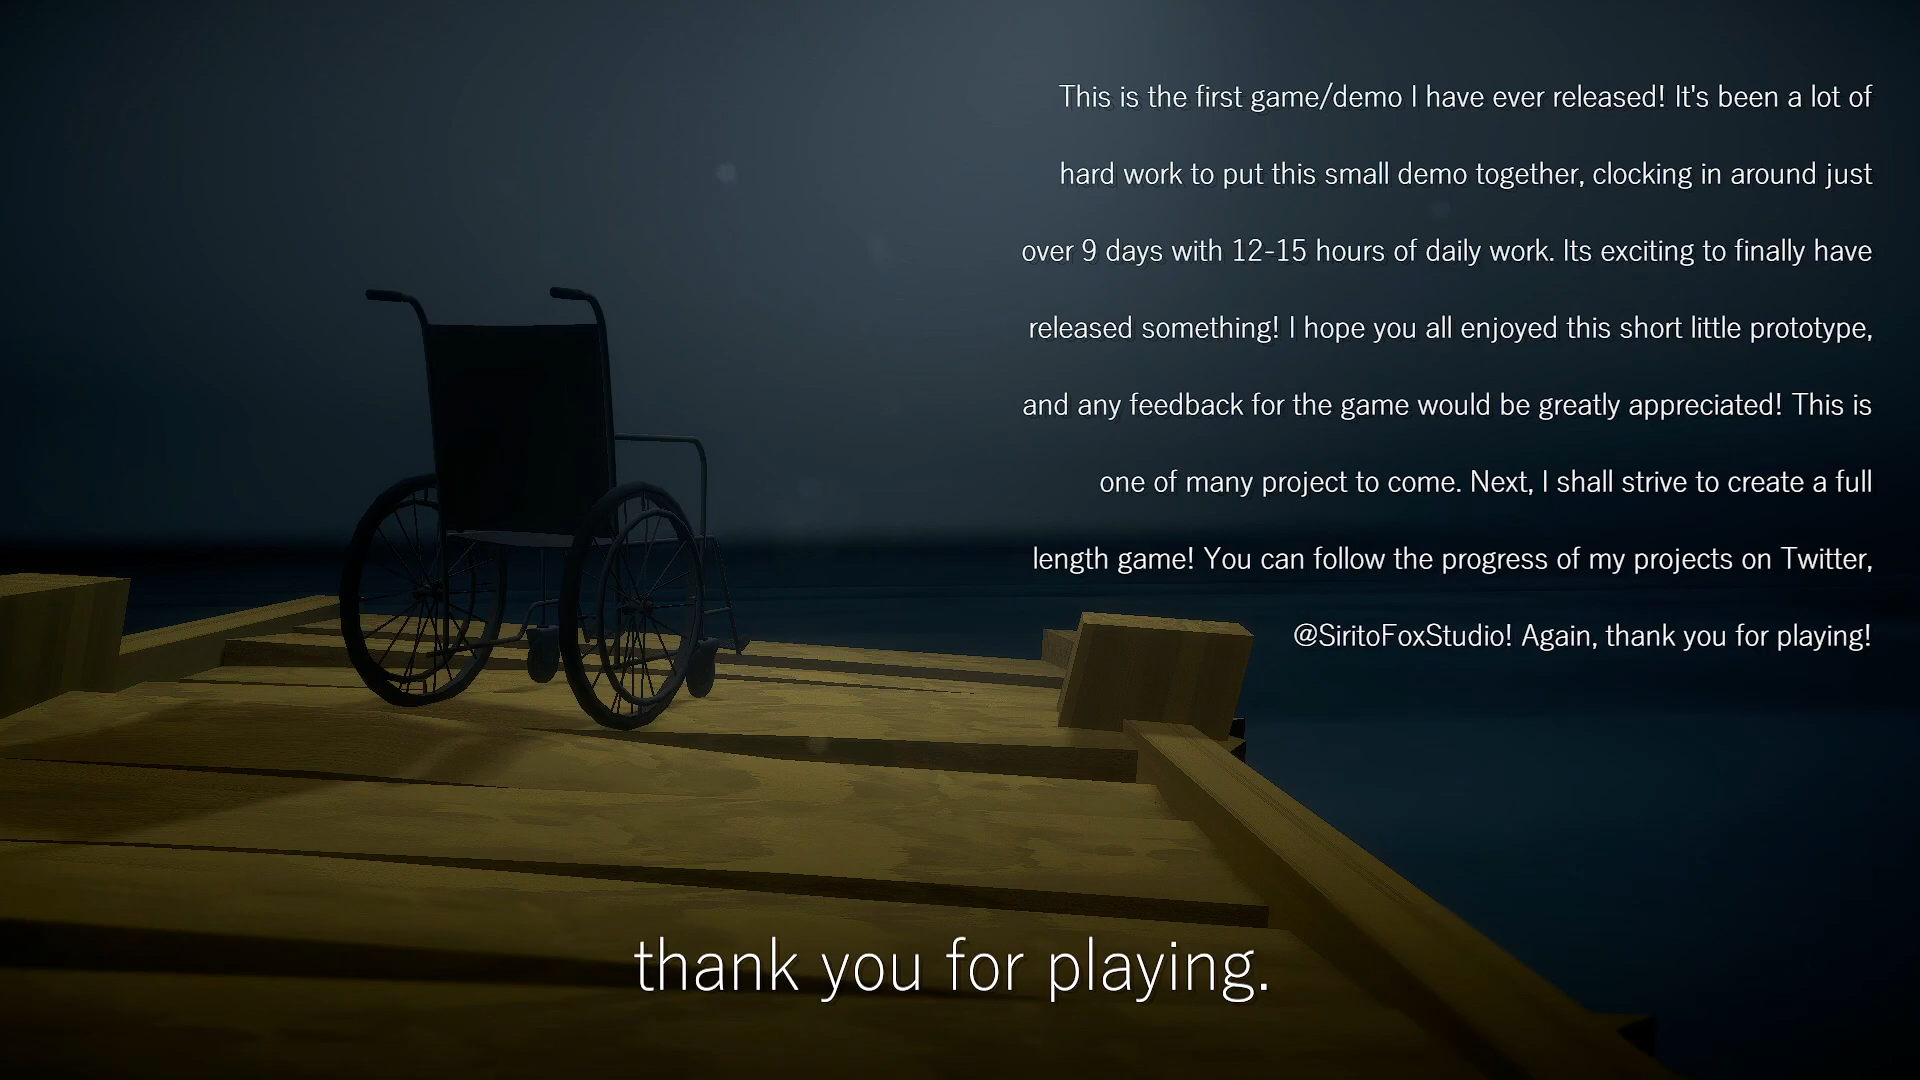 This is the first game/demo I have ever released! It's been a lot of
hard work to put this small demo together, clocking in around just
over 9 days with 12-15 hours of daily work. Its exciting to finally have
released something! I hope you all enjoyed this short little prototype,
and any feedback for the game would be greatly appreciated! This is
one of many project to come. Next, I shall strive to create a full
length game! You can follow the progress of my projects on Twitter,
@SiritoFoxStudio! Again, thank you for playing!
thank you for playing.